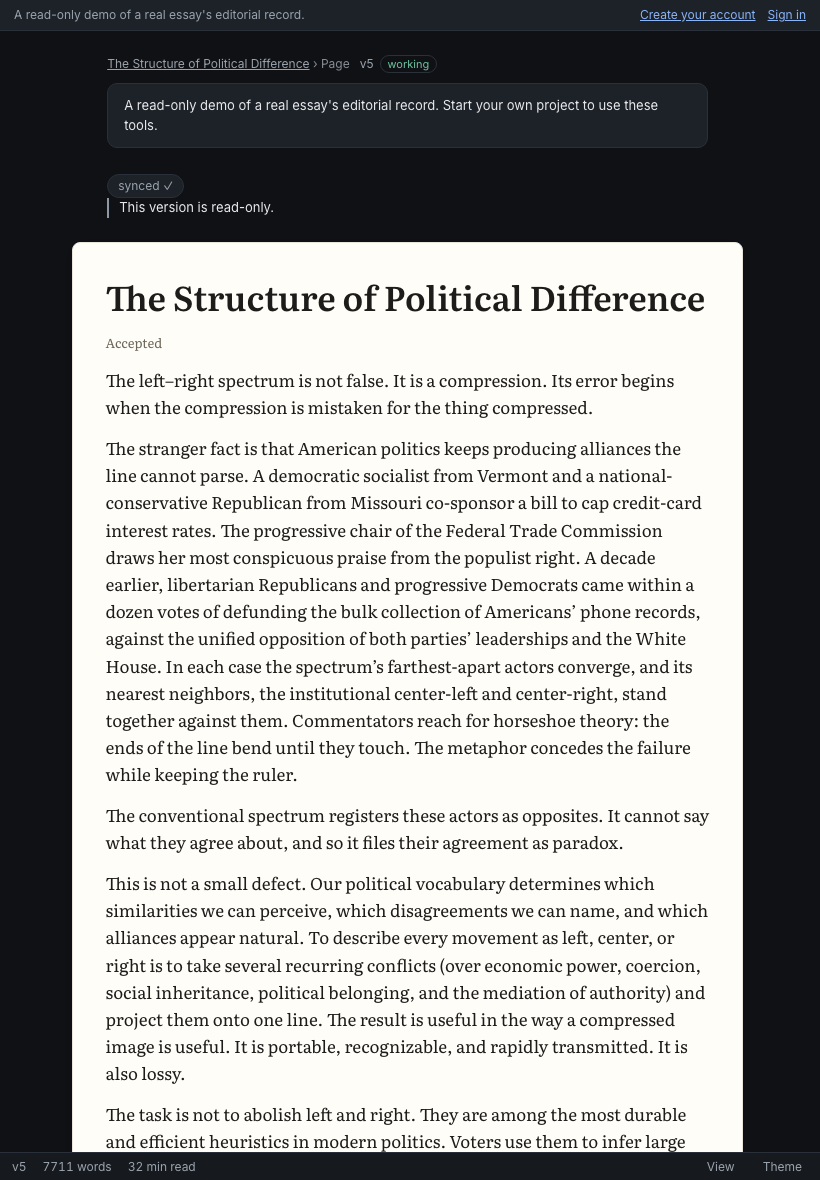 A read-only demo of a real essay's editorial record. Create your account Sign in
The Structure of Political Difference › Page v5 working
A read-only demo of a real essay's editorial record. Start your own project to use these
tools.
synced ✓
This version is read-only.
The Structure of Political Difference
Accepted
The left–right spectrum is not false. It is a compression. Its error begins
when the compression is mistaken for the thing compressed.
The stranger fact is that American politics keeps producing alliances the
line cannot parse. A democratic socialist from Vermont and a national-
conservative Republican from Missouri co-sponsor a bill to cap credit-card
interest rates. The progressive chair of the Federal Trade Commission
draws her most conspicuous praise from the populist right. A decade
earlier, libertarian Republicans and progressive Democrats came within a
dozen votes of defunding the bulk collection of Americans’ phone records,
against the unified opposition of both parties’ leaderships and the White
House. In each case the spectrum’s farthest-apart actors converge, and its
nearest neighbors, the institutional center-left and center-right, stand
together against them. Commentators reach for horseshoe theory: the
ends of the line bend until they touch. The metaphor concedes the failure
while keeping the ruler.
The conventional spectrum registers these actors as opposites. It cannot say
what they agree about, and so it files their agreement as paradox.
This is not a small defect. Our political vocabulary determines which
similarities we can perceive, which disagreements we can name, and which
alliances appear natural. To describe every movement as left, center, or
right is to take several recurring conflicts (over economic power, coercion,
social inheritance, political belonging, and the mediation of authority) and
project them onto one line. The result is useful in the way a compressed
image is useful. It is portable, recognizable, and rapidly transmitted. It is
also lossy.
The task is not to abolish left and right. They are among the most durable
and efficient heuristics in modern politics. Voters use them to infer large
v5 7711 words 32 min read View Theme